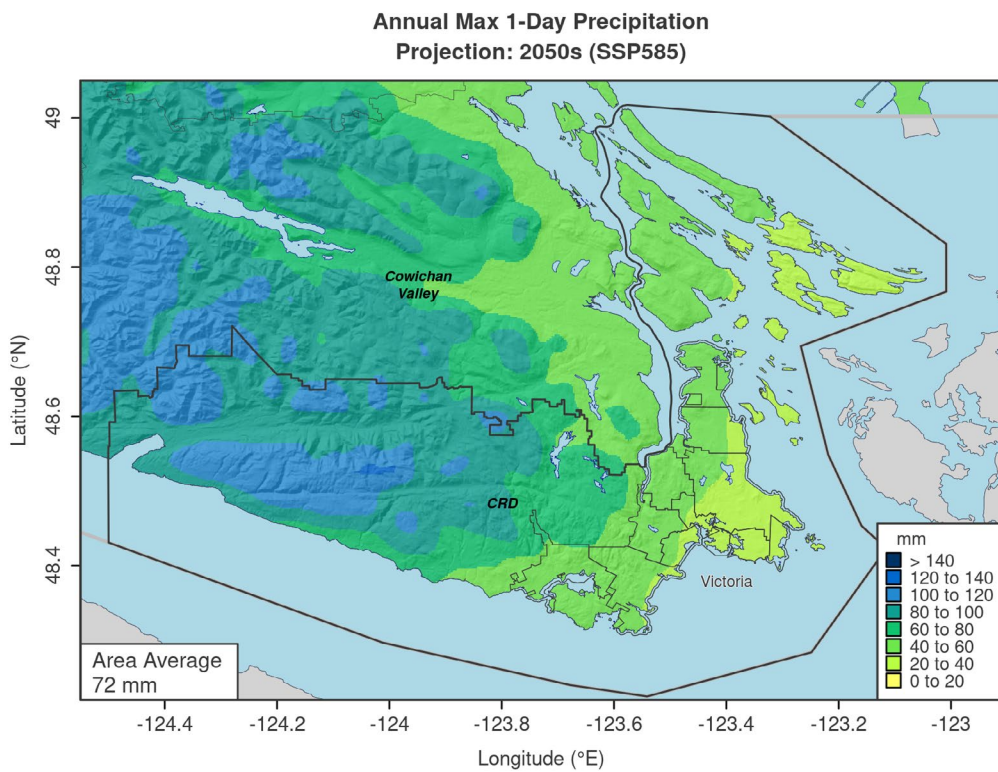 Annual Max 1-Day Precipitation
Projection: 2050s (SSP585)
49
48.8
48.6
48.4
Latitude (°N)
Cowichan
Valley
CRD
Victoria
mm
> 140
120 to 140
100 to 120
80 to 100
60 to 80
40 to 60
20 to 40
0 to 20
Area Average
72 mm
-124.4
-124.2
-124
-123.8
-123.6
-123.4
-123.2
-123
Longitude (°E)